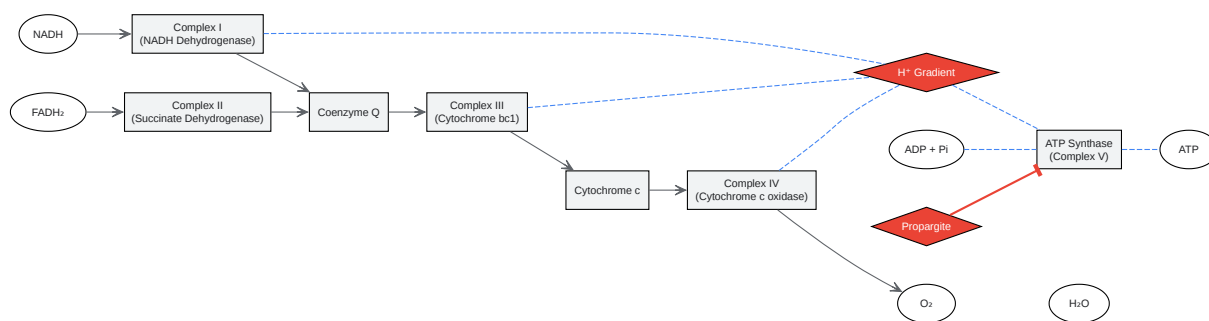 NADH
Complex I
(NADH Dehydrogenase)
H⁺ Gradient
FADH₂
Complex II
(Succinate Dehydrogenase)
Coenzyme Q
Complex III
(Cytochrome bc1)
ADP + Pi
ATP Synthase
(Complex V)
ATP
Cytochrome c
Complex IV
(Cytochrome c oxidase)
Propargite
O₂
H₂O